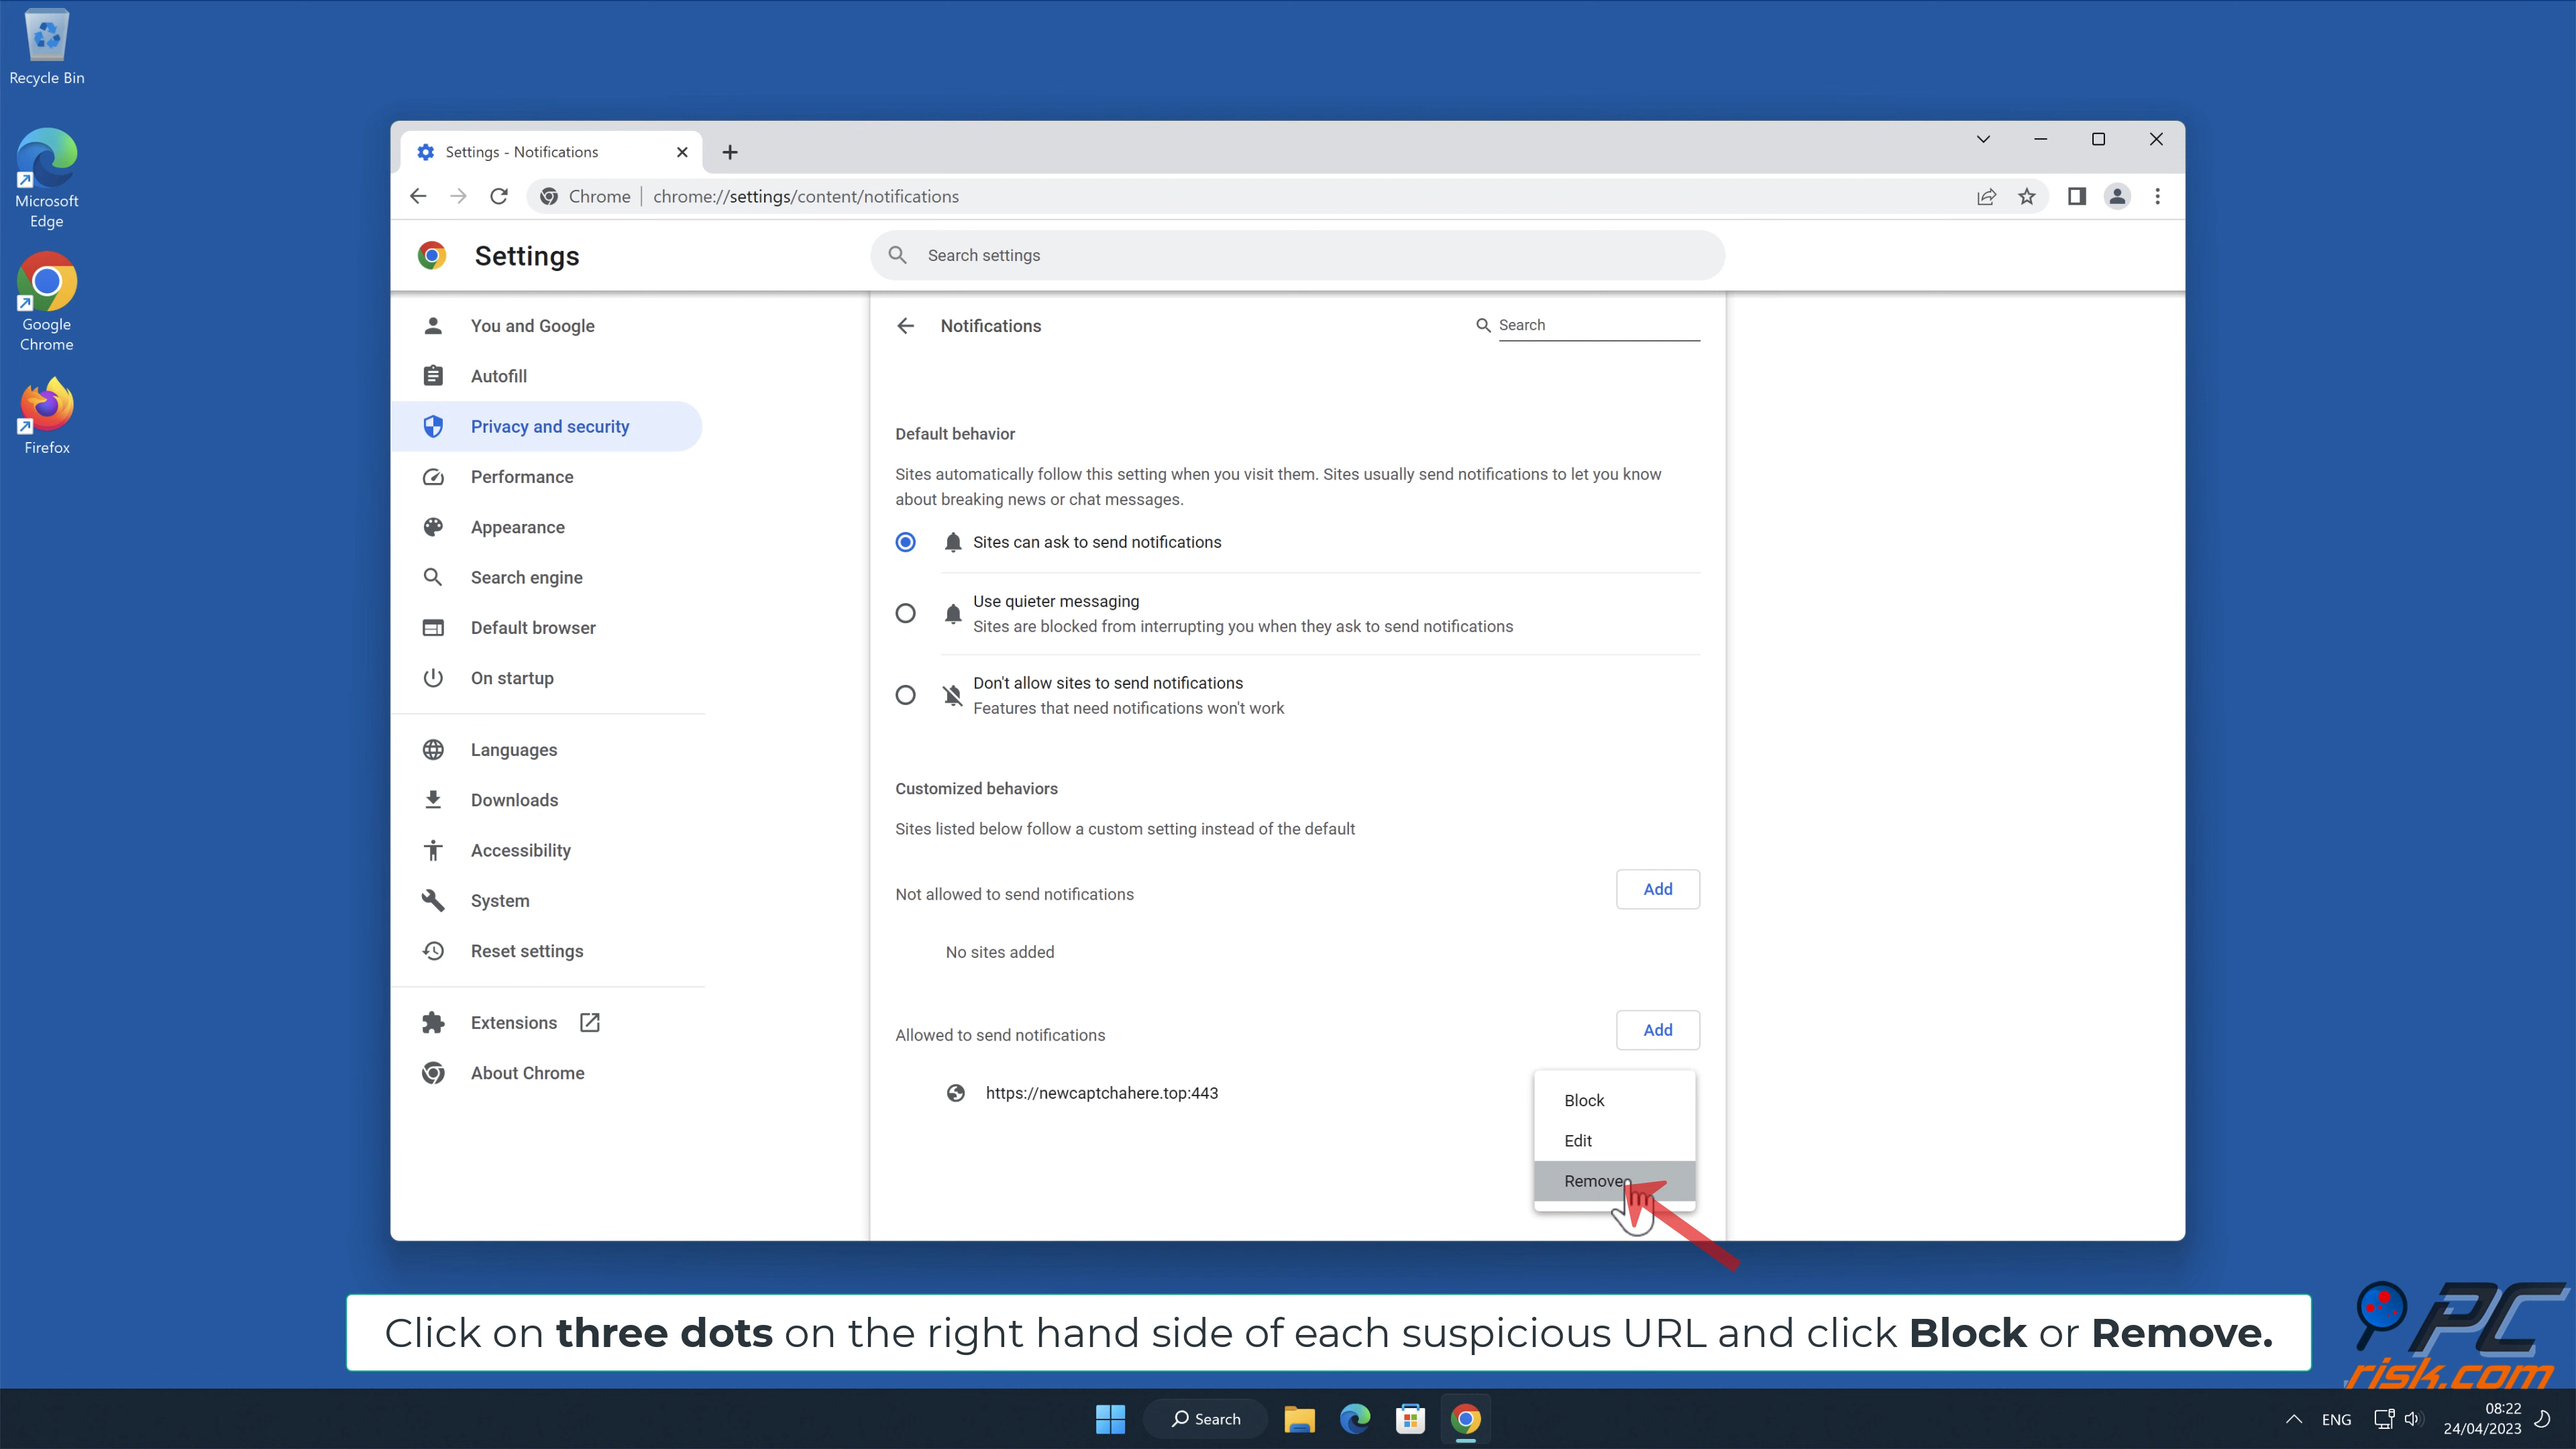 Recycle Bin
Microsoft
Edge
Google
Chrome
Firefox
Settings - Notifications
Chrome
chrome://settings/content/notifications
Settings
Search settings
You and Google
Autofill
Privacy and security
Performance
Appearance
Search engine
Default browser
On startup
Languages
Downloads
Accessibility
System
Reset settings
Extensions
About Chrome
Notifications
Search
Default behavior
Sites automatically follow this setting when you visit them. Sites usually send notifications to let you know
about breaking news or chat messages.
Sites can ask to send notifications
Use quieter messaging
Sites are blocked from interrupting you when they ask to send notifications
Don't allow sites to send notifications
Features that need notifications won't work
Customized behaviors
Sites listed below follow a custom setting instead of the default
Not allowed to send notifications
Add
No sites added
Allowed to send notifications
Add
https://newcaptchahere.top:443
Block
Edit
Remove
Click on three dots on the right hand side of each suspicious URL and click Block or Remove.
PC
risk.com
Search
ENG
08:22
24/04/2023